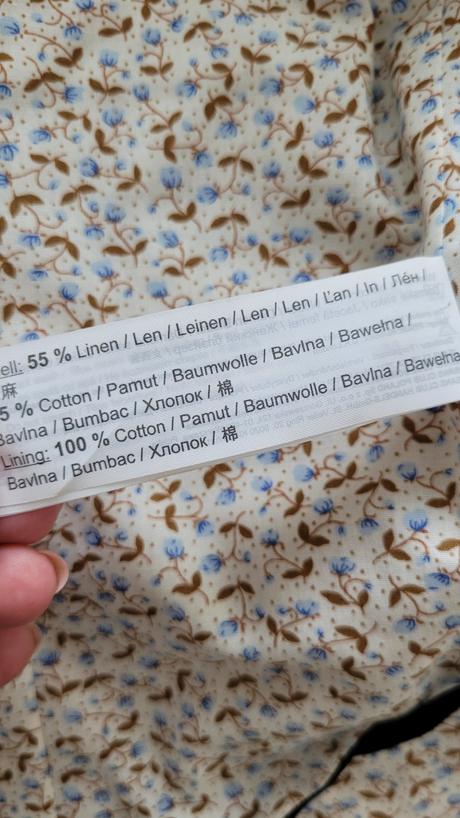 ell: 55 % Linen / Len / Leinen / Len / Len / Ľan / In / Лён /
麻
5 % Cotton / Pamut / Baumwolle / Bavlna / Bawełna /
Bavlna / Bumbac / Хлопок / 棉
Lining: 100 % Cotton / Pamut / Baumwolle / Bavlna / Bawełna
Bavlna / Bumbac / Хлопок / 棉